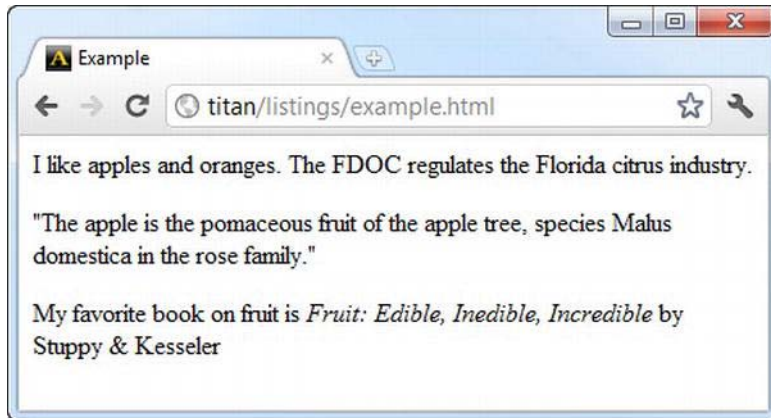 Example
titan/listings/example.html
I like apples and oranges. The FDOC regulates the Florida citrus industry.
"The apple is the pomaceous fruit of the apple tree, species Malus
domestica in the rose family."
My favorite book on fruit is Fruit: Edible, Inedible, Incredible by
Stuppy & Kesseler